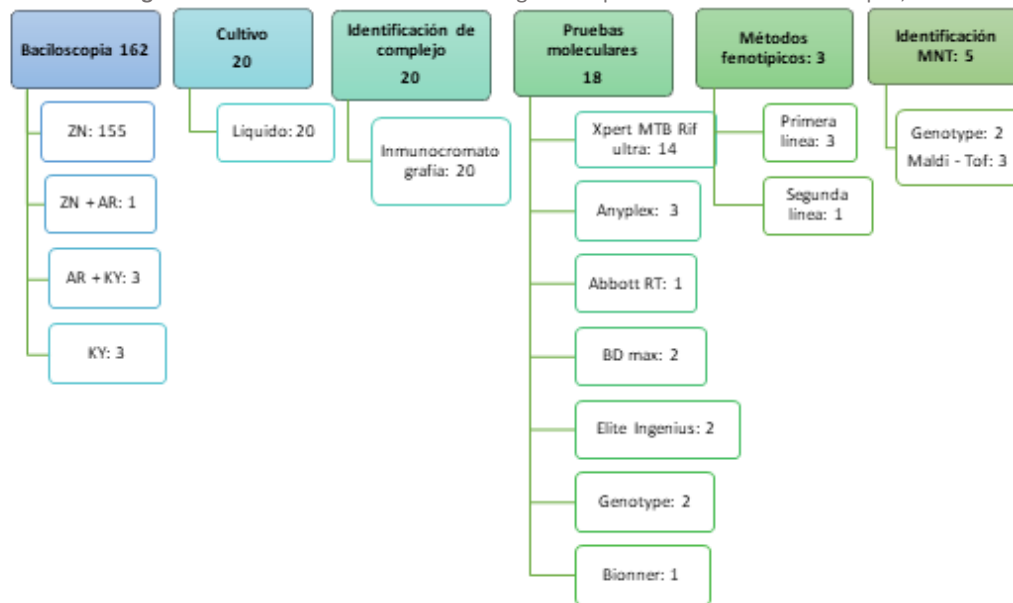 Baciloscopia 162
ZN: 155
ZN + AR: 1
AR + KY: 3
KY: 3
Cultivo
20
Liquido: 20
Identificación de
complejo
20
Inmunocromato
grafia: 20
Pruebas
moleculares
18
Xpert MTB Rif
ultra: 14
Anyplex: 3
Abbott RT: 1
BD max: 2
Elite Ingenius: 2
Genotype: 2
Bionner: 1
Métodos
fenotipicos: 3
Primera
linea: 3
Segunda
linea: 1
Identificación
MNT: 5
Genotype: 2
Maldi - Tof: 3